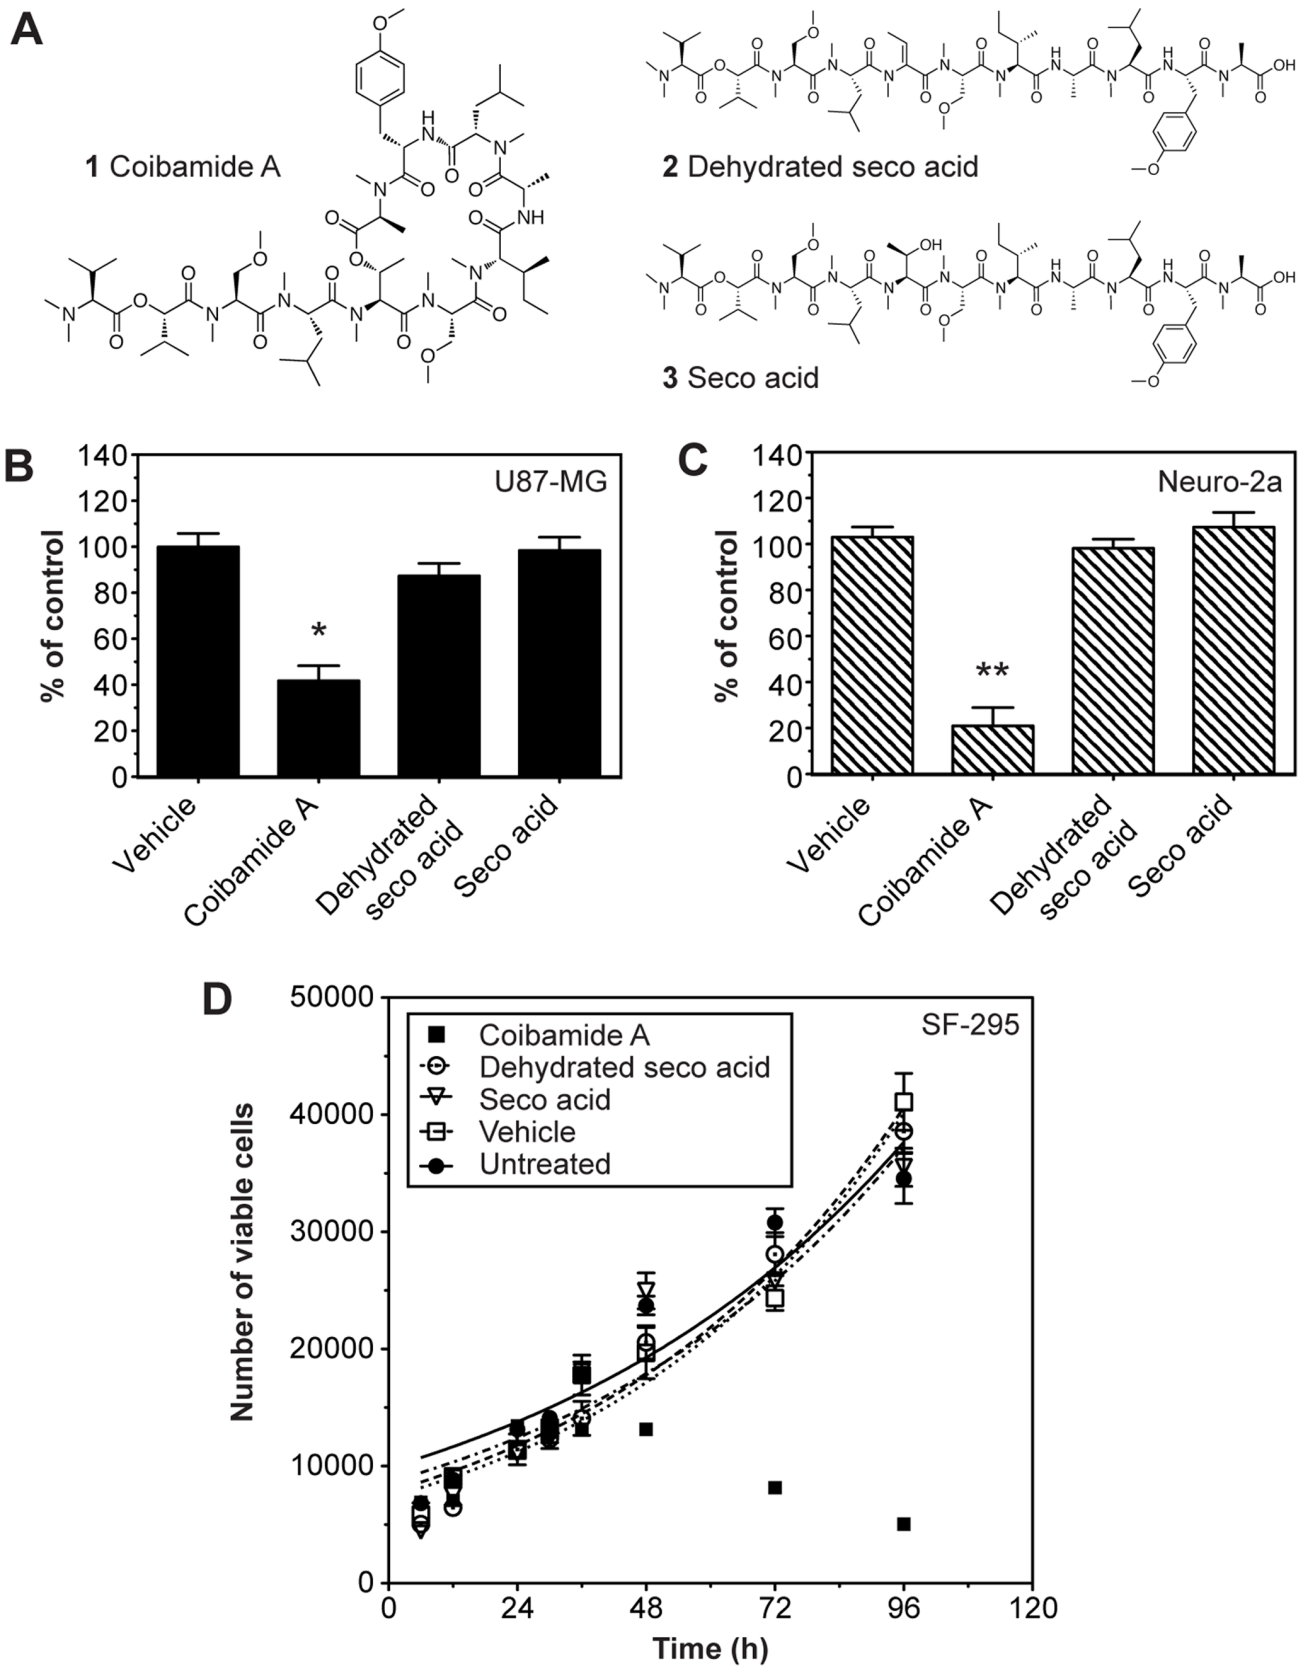 A
1 Coibamide A
2 Dehydrated seco acid
3 Seco acid
B
U87-MG
% of control
140
120
100
80
60
40
20
0
*
Vehicle
Coibamide A
Dehydrated
seco acid
Seco acid
C
Neuro-2a
% of control
140
120
100
80
60
40
20
0
**
Vehicle
Coibamide A
Dehydrated
seco acid
Seco acid
D
SF-295
Number of viable cells
50000
40000
30000
20000
10000
0
Coibamide A
Dehydrated seco acid
Seco acid
Vehicle
Untreated
0 24 48 72 96 120
Time (h)